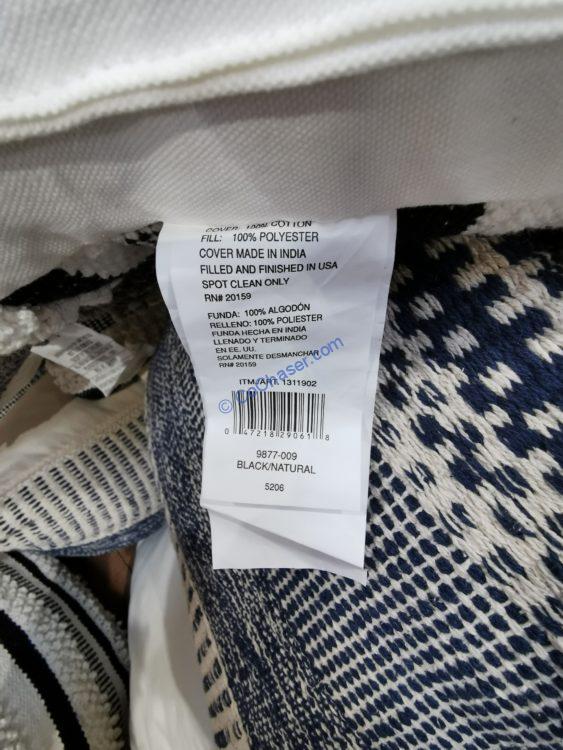 COVER: 100% COTTON
FILL: 100% POLYESTER
COVER MADE IN INDIA
FILLED AND FINISHED IN USA
SPOT CLEAN ONLY
RN# 20159
FUNDA: 100% ALGODÓN
RELLENO: 100% POLIESTER
FUNDA HECHA EN INDIA
LLENADO Y TERMINADO
EN EE. UU.
SOLAMENTE DESMANCHAR
RN# 20159
ITM./ART. 1311902
0 47218 29061 8
9877-009
BLACK/NATURAL
5206
© CoChaser.com